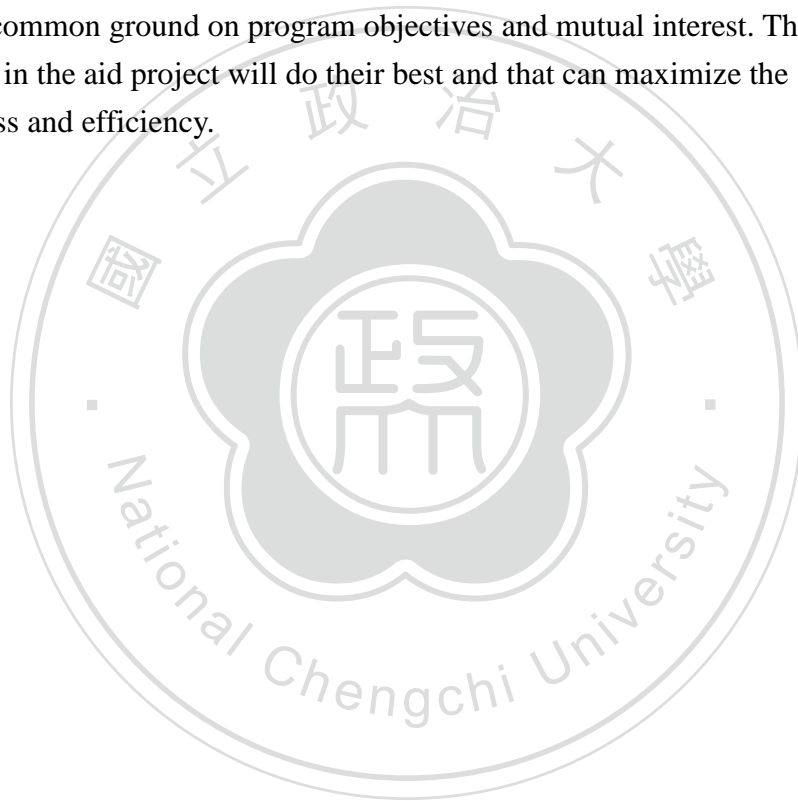 common ground on program objectives and mutual interest. Th
in the aid project will do their best and that can maximize the
ss and efficiency.
國立政治大學
政大
National Chengchi University